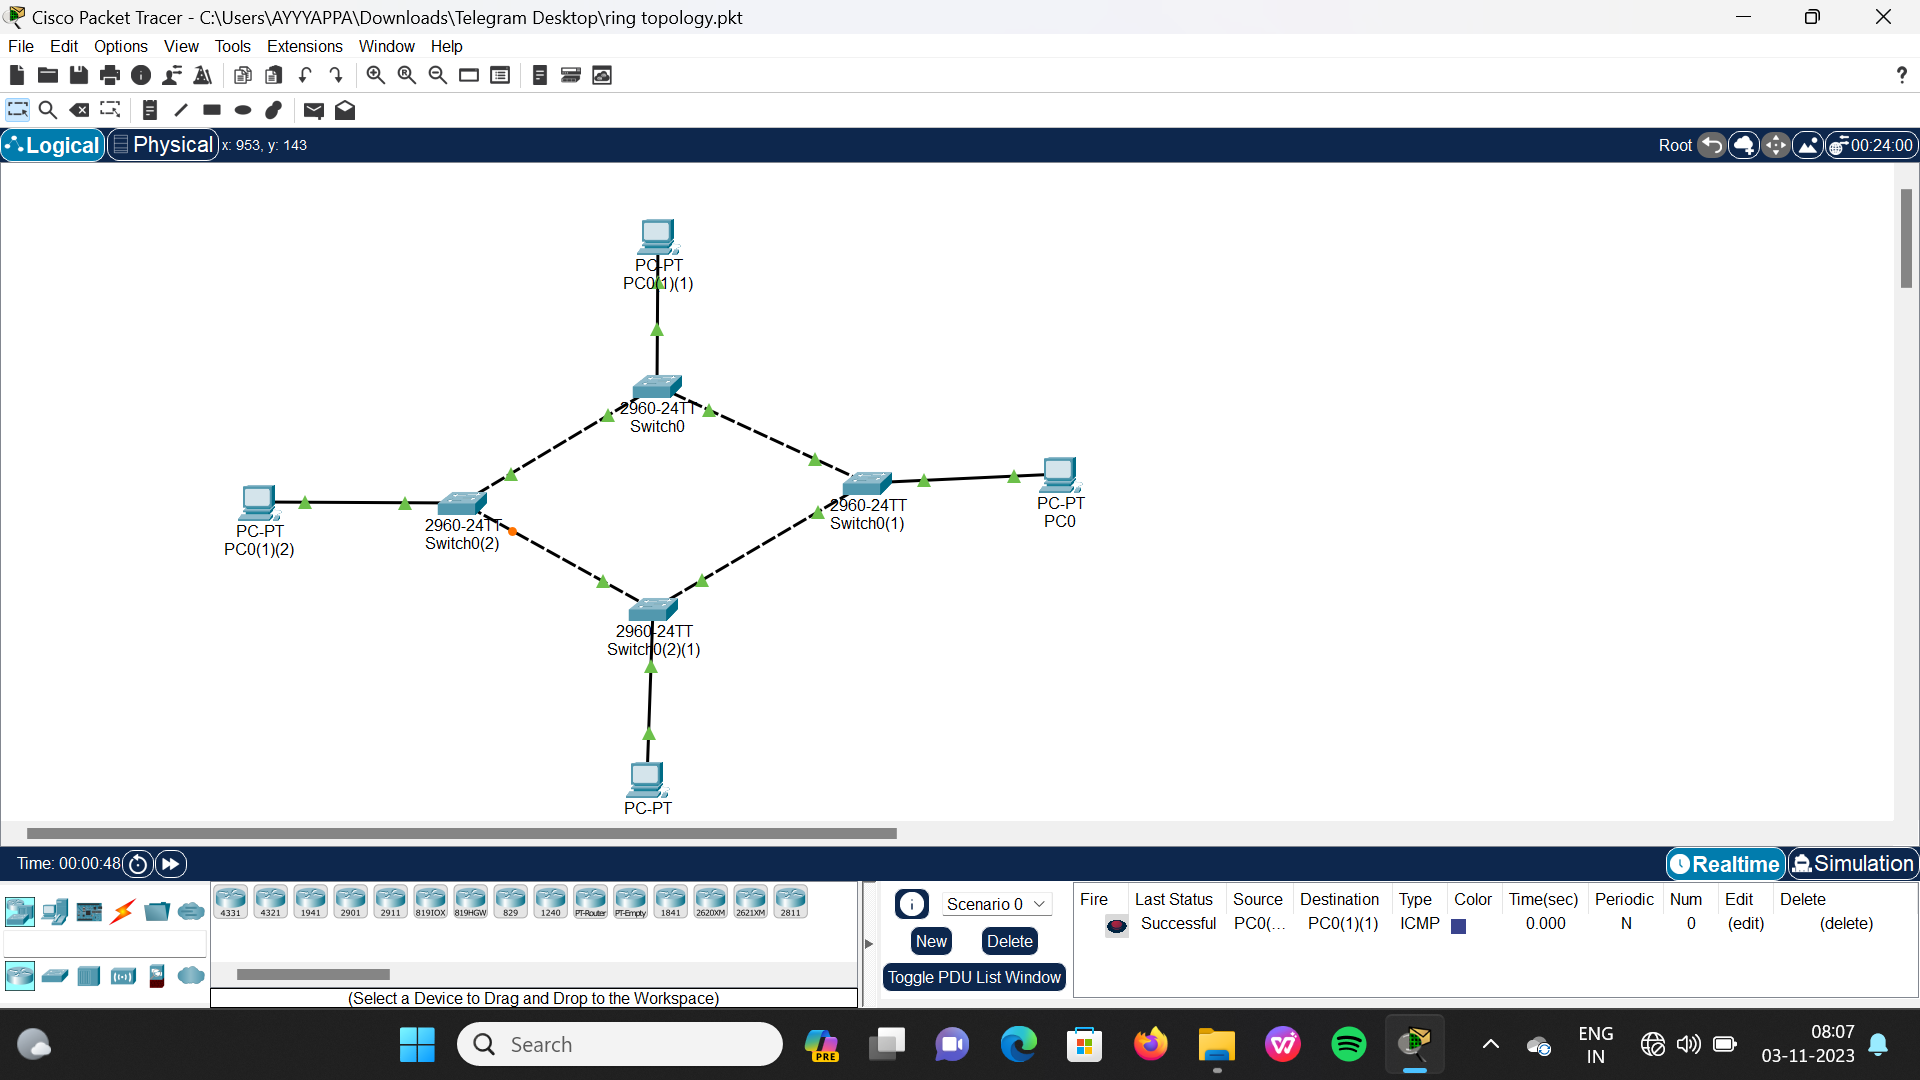 Cisco Packet Tracer - C:\Users\AYYYAPPA\Downloads\Telegram Desktop\ring topology.pkt
File Edit Options View Tools Extensions Window Help
?
Logical Physical x: 953, y: 143 Root 00:24:00
PC-PT
PC0(1)(1)
2960-24TT
Switch0
2960-24TT
Switch0(1)
PC-PT
PC0
PC-PT
PC0(1)(2)
2960-24TT
Switch0(2)
2960-24TT
Switch0(2)(1)
PC-PT
Time: 00:00:48 Realtime Simulation
4331 4321 1941 2901 2911 819IOX 819HGW 829 1240 PT-Router PT-Empty 1841 2620XM 2621XM 2811
(Select a Device to Drag and Drop to the Workspace)
Scenario 0
New Delete
Toggle PDU List Window
Fire Last Status Source Destination Type Color Time(sec) Periodic Num Edit Delete
Successful PC0(... PC0(1)(1) ICMP 0.000 N 0 (edit) (delete)
Search
PRE
ENG
IN
08:07
03-11-2023